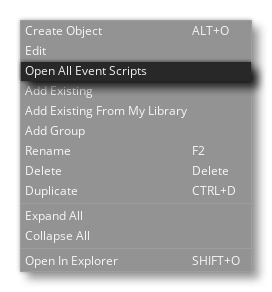 Create Object ALT+O
Edit
Open All Event Scripts
Add Existing
Add Existing From My Library
Add Group
Rename F2
Delete Delete
Duplicate CTRL+D
Expand All
Collapse All
Open In Explorer SHIFT+O